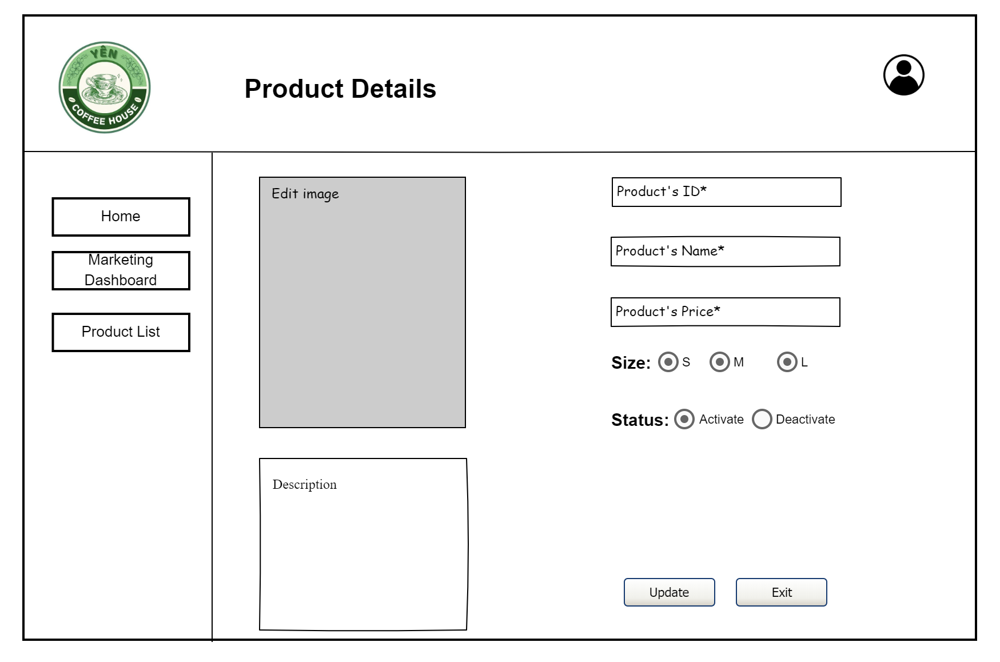 YÊN
COFFEE HOUSE
Product Details
Home
Marketing
Dashboard
Product List
Edit image
Description
Product's ID*
Product's Name*
Product's Price*
Size: S M L
Status: Activate Deactivate
Update Exit